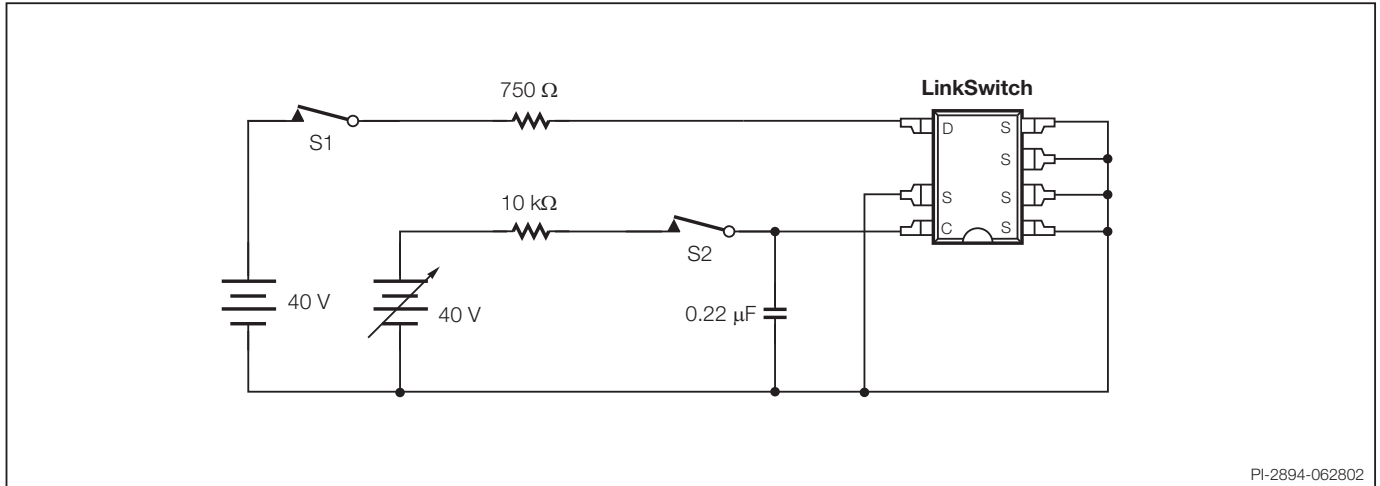 750 Ω
LinkSwitch
S1
D S
S
10 kΩ
S S
C S
S2
40 V
40 V
0.22 μF
PI-2894-062802